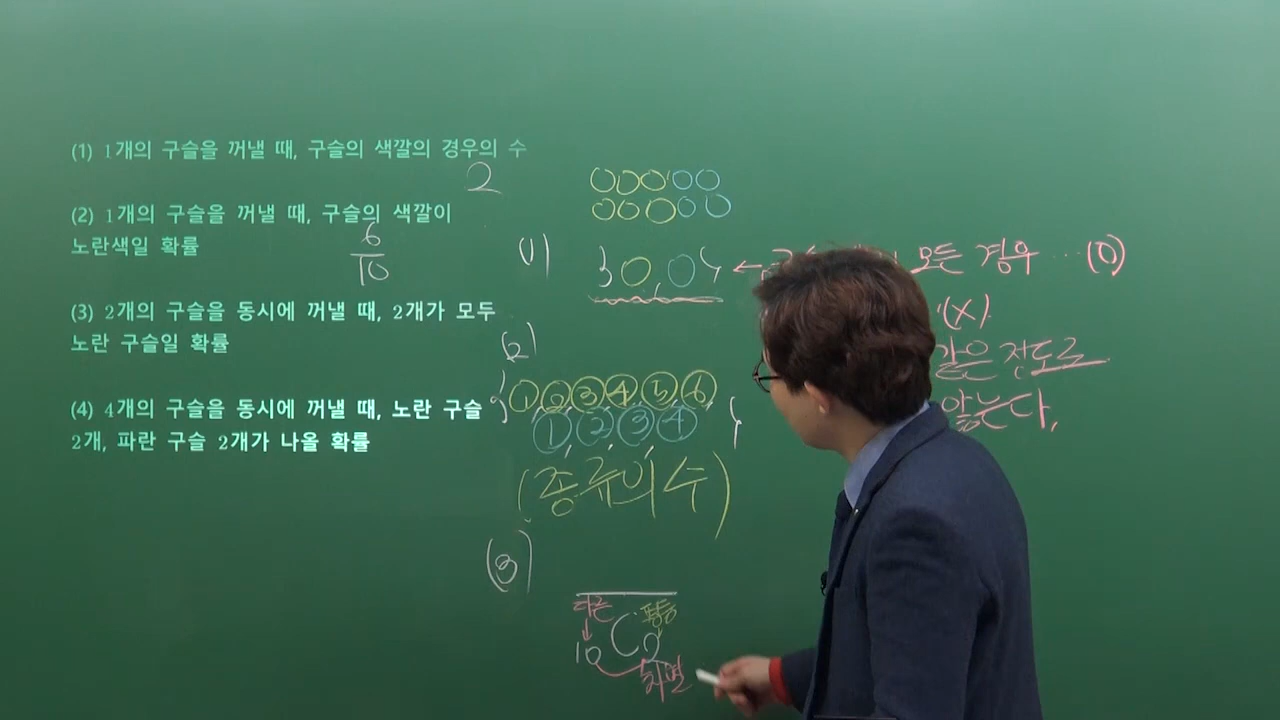 (1) 1개의 구슬을 꺼낼 때, 구슬의 색깔의 경우의 수
2
(2) 1개의 구슬을 꺼낼 때, 구슬의 색깔이
노란색일 확률
6
10
(3) 2개의 구슬을 동시에 꺼낼 때, 2개가 모두
노란 구슬일 확률
(4) 4개의 구슬을 동시에 꺼낼 때, 노란 구슬
2개, 파란 구슬 2개가 나올 확률
(1)
모든 경우 … (0)
(X)
같은 정도로
않는다,
(2)
{ ① ② ③ ④ ⑤ ⑥
① ② ③ ④ }
(종류의 수)
(3)
다른
↓
10 C 2
차별